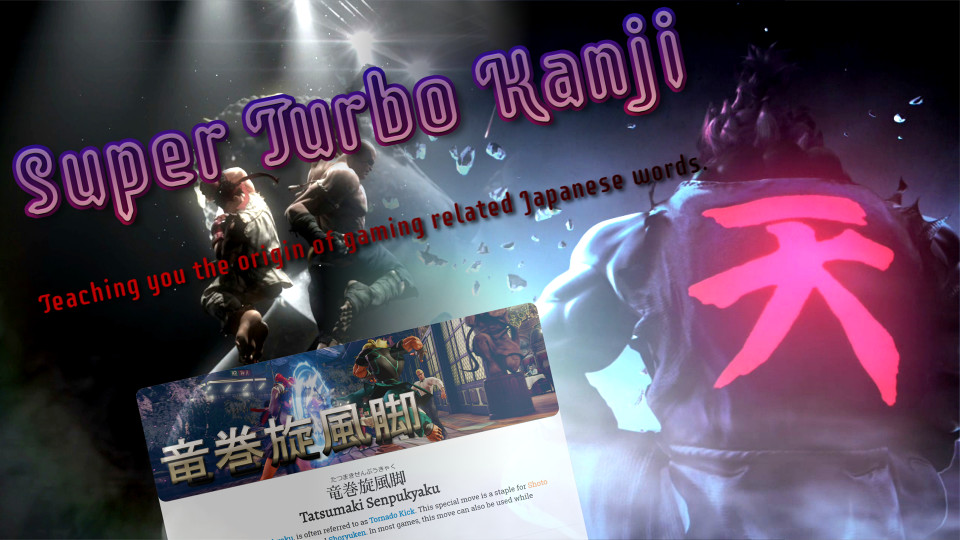 Super Turbo Kanji
Teaching you the origin of gaming related Japanese words.
天
竜巻旋風脚
たつまきせんぷうきゃく
竜巻旋風脚
Tatsumaki Senpukyaku
is often referred to as Tornado Kick. This special move is a staple for Shoto
Shoryuken. In most games, this move can also be used while